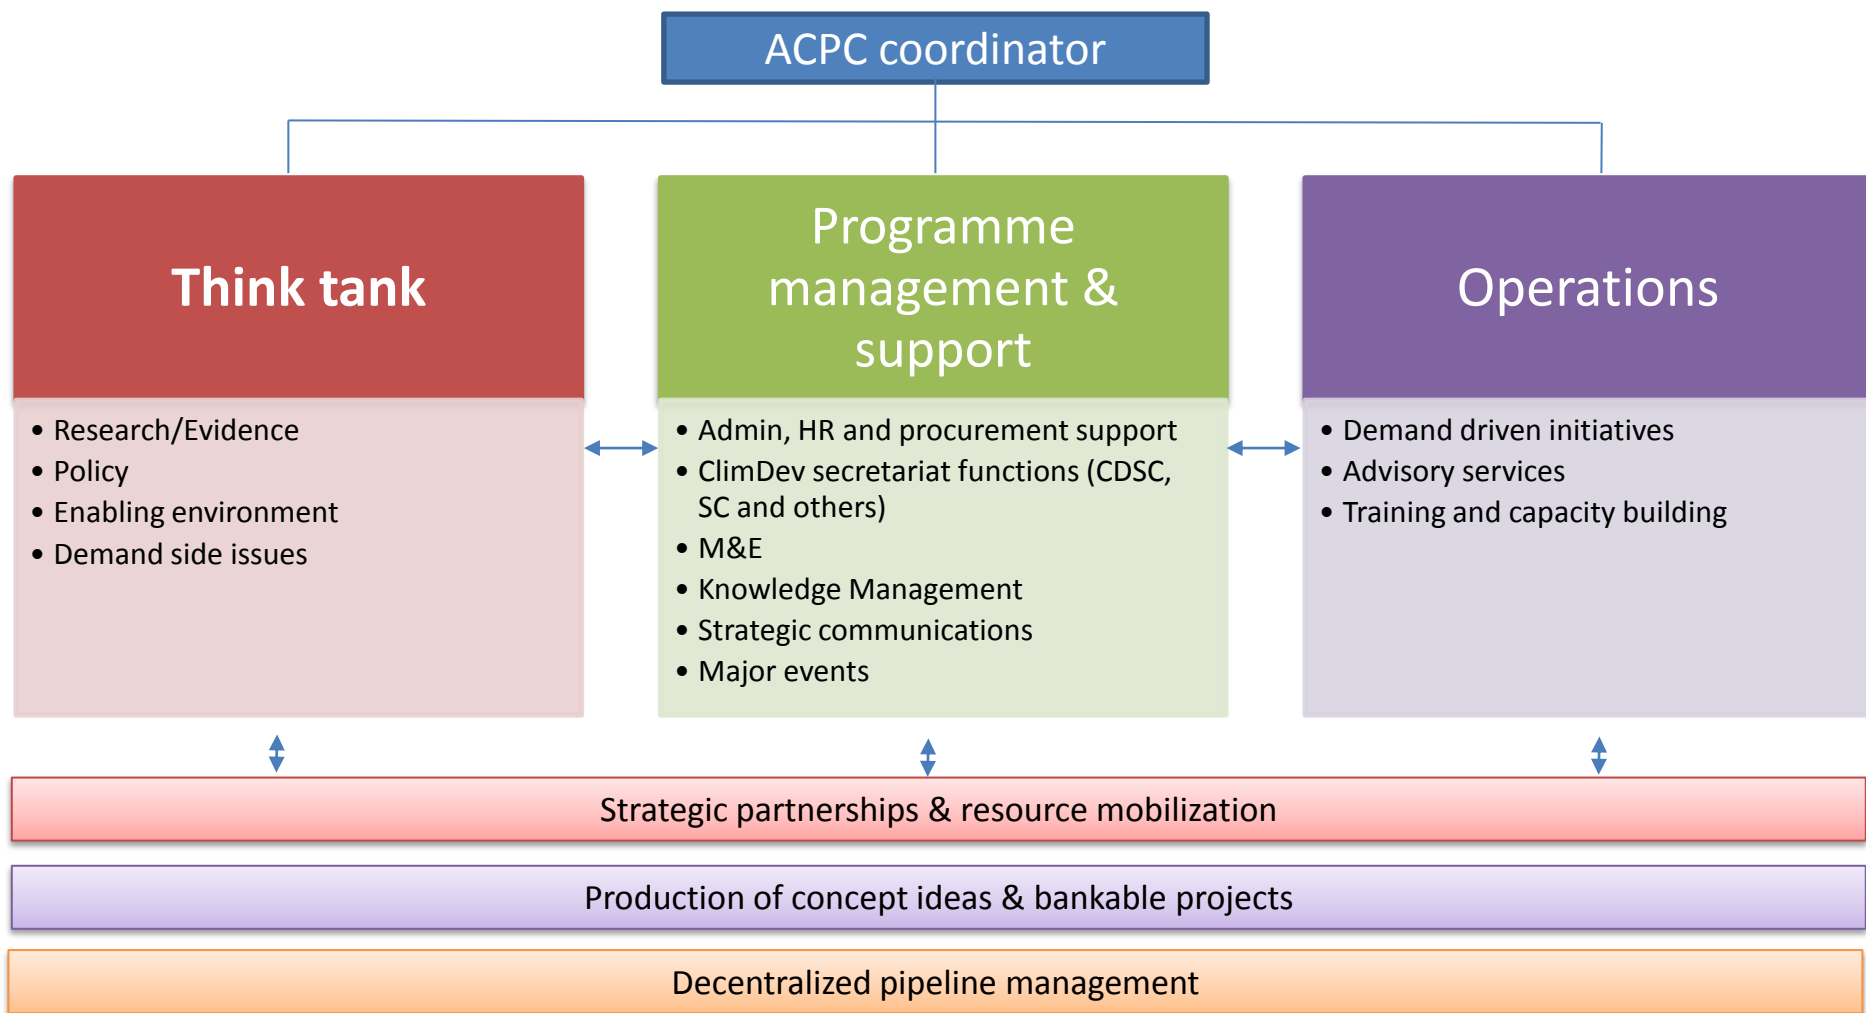 ACPC coordinator
Think tank
Programme
management &
support
Operations
• Research/Evidence
• Policy
• Enabling environment
• Demand side issues
• Admin, HR and procurement support
• ClimDev secretariat functions (CDSC,
SC and others)
• M&E
• Knowledge Management
• Strategic communications
• Major events
• Demand driven initiatives
• Advisory services
• Training and capacity building
Strategic partnerships & resource mobilization
Production of concept ideas & bankable projects
Decentralized pipeline management